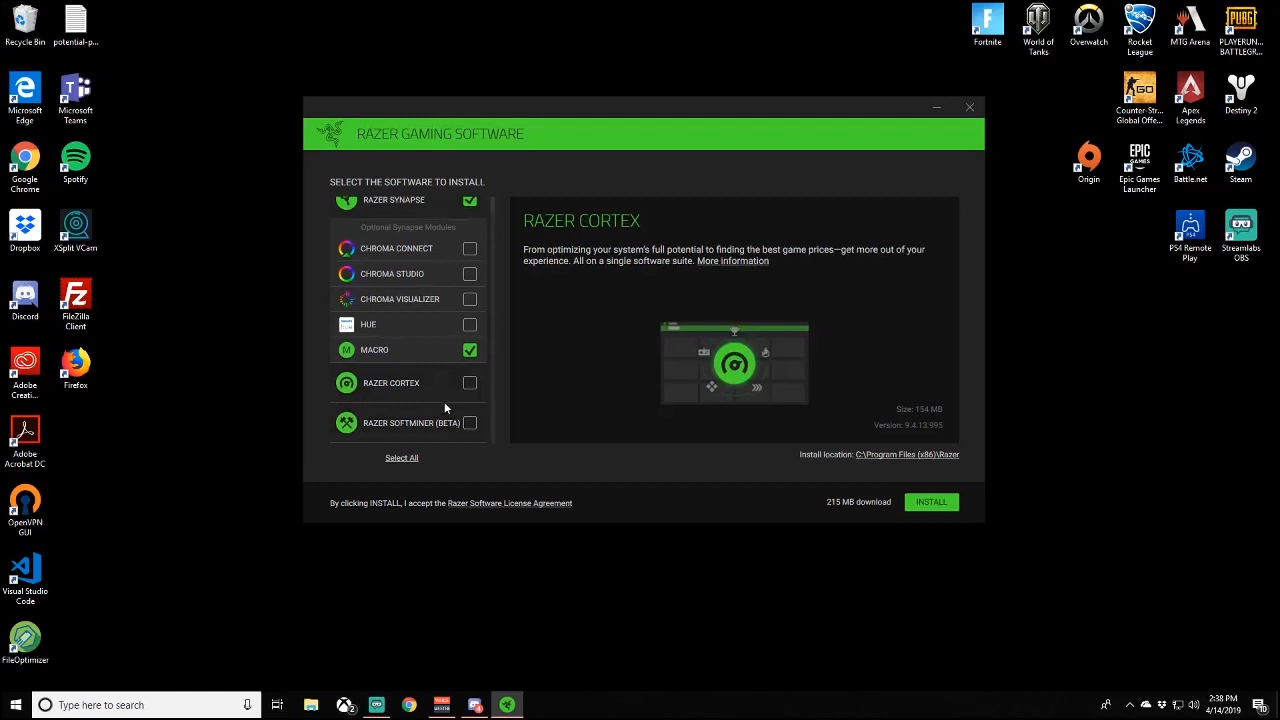 Recycle Bin
potential-p...
Microsoft Edge
Microsoft Teams
Google Chrome
Spotify
Dropbox
XSplit VCam
Discord
FileZilla Client
Adobe Creati...
Firefox
Adobe Acrobat DC
OpenVPN GUI
Visual Studio Code
FileOptimizer
Fortnite
World of Tanks
Overwatch
Rocket League
MTG Arena
PLAYERUN... BATTLEGR...
Counter-Str... Global Offe...
Apex Legends
Destiny 2
Origin
Epic Games Launcher
Battle.net
Steam
PS4 Remote Play
Streamlabs OBS
RAZER GAMING SOFTWARE
SELECT THE SOFTWARE TO INSTALL
RAZER SYNAPSE
Optional Synapse Modules
CHROMA CONNECT
CHROMA STUDIO
CHROMA VISUALIZER
HUE
MACRO
RAZER CORTEX
RAZER SOFTMINER (BETA)
Select All
RAZER CORTEX
From optimizing your system's full potential to finding the best game prices—get more out of your
experience. All on a single software suite. More information
Size: 154 MB
Version: 9.4.13.995
Install location: C:\Program Files (x86)\Razer
By clicking INSTALL, I accept the Razer Software License Agreement
215 MB download
INSTALL
Type here to search
2:38 PM
4/14/2019